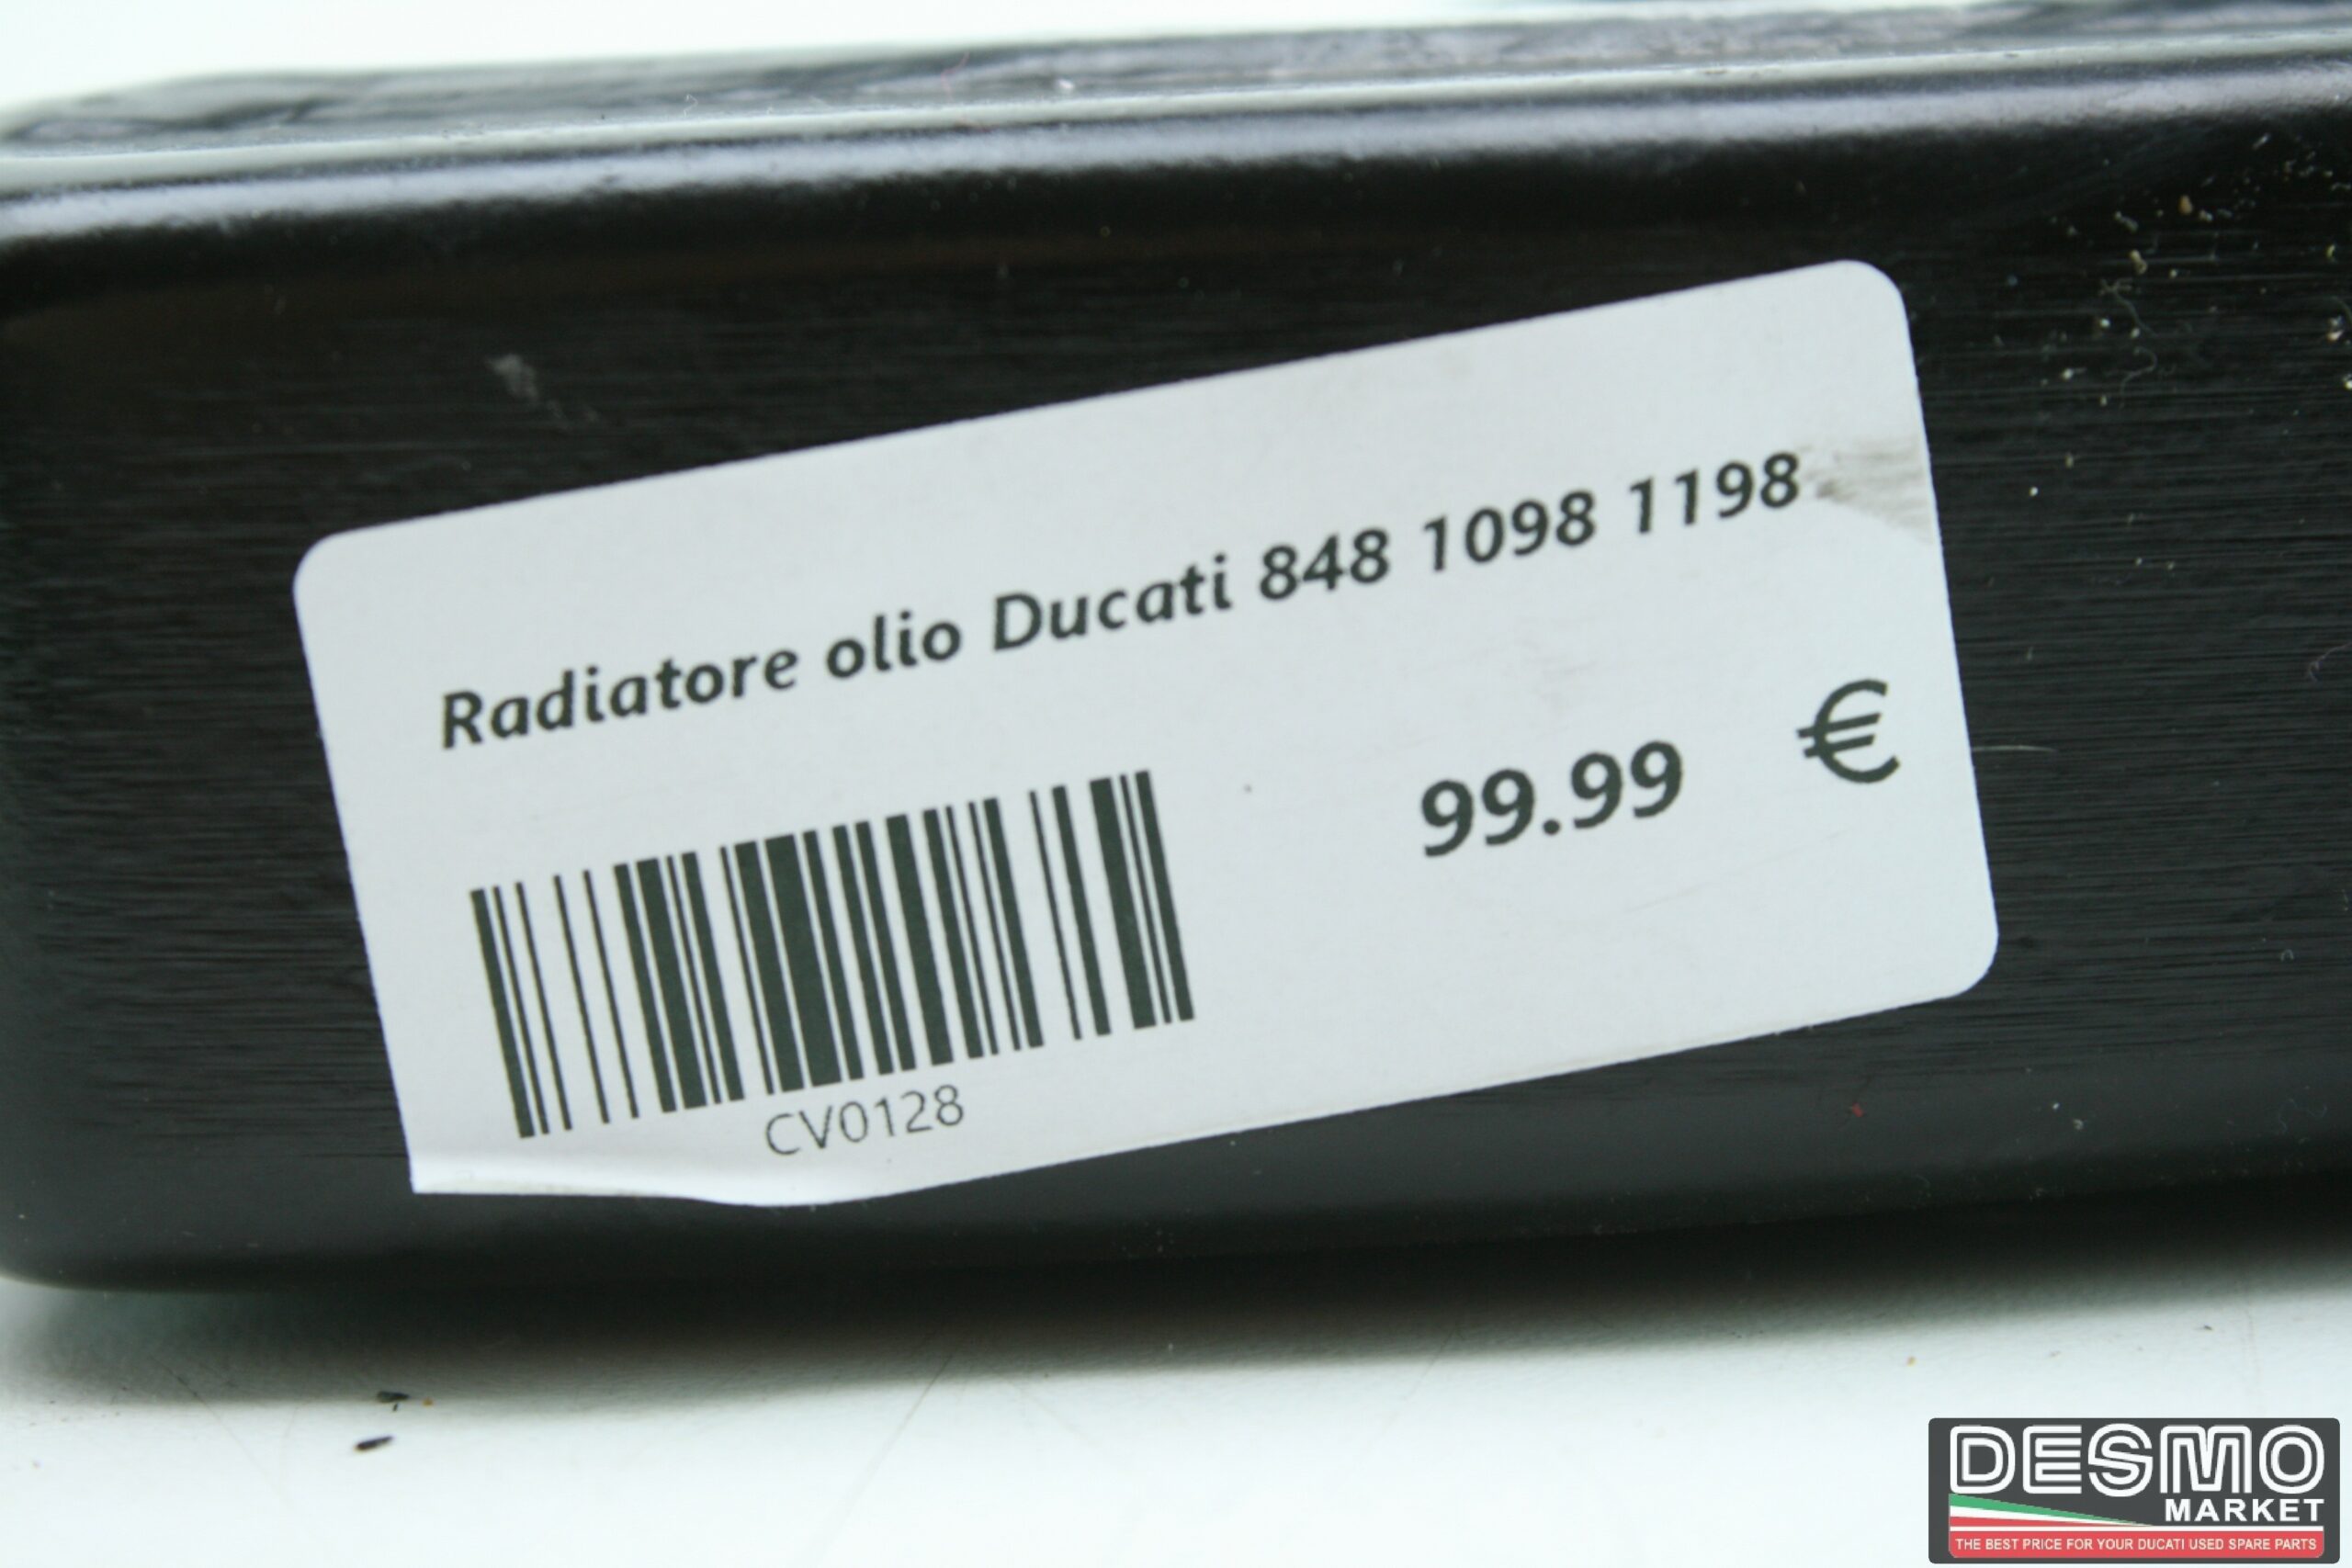 Radiatore olio Ducati 848 1098 1198
99.99 €
CV0128
DESMO
MARKET
THE BEST PRICE FOR YOUR DUCATI USED SPARE PARTS